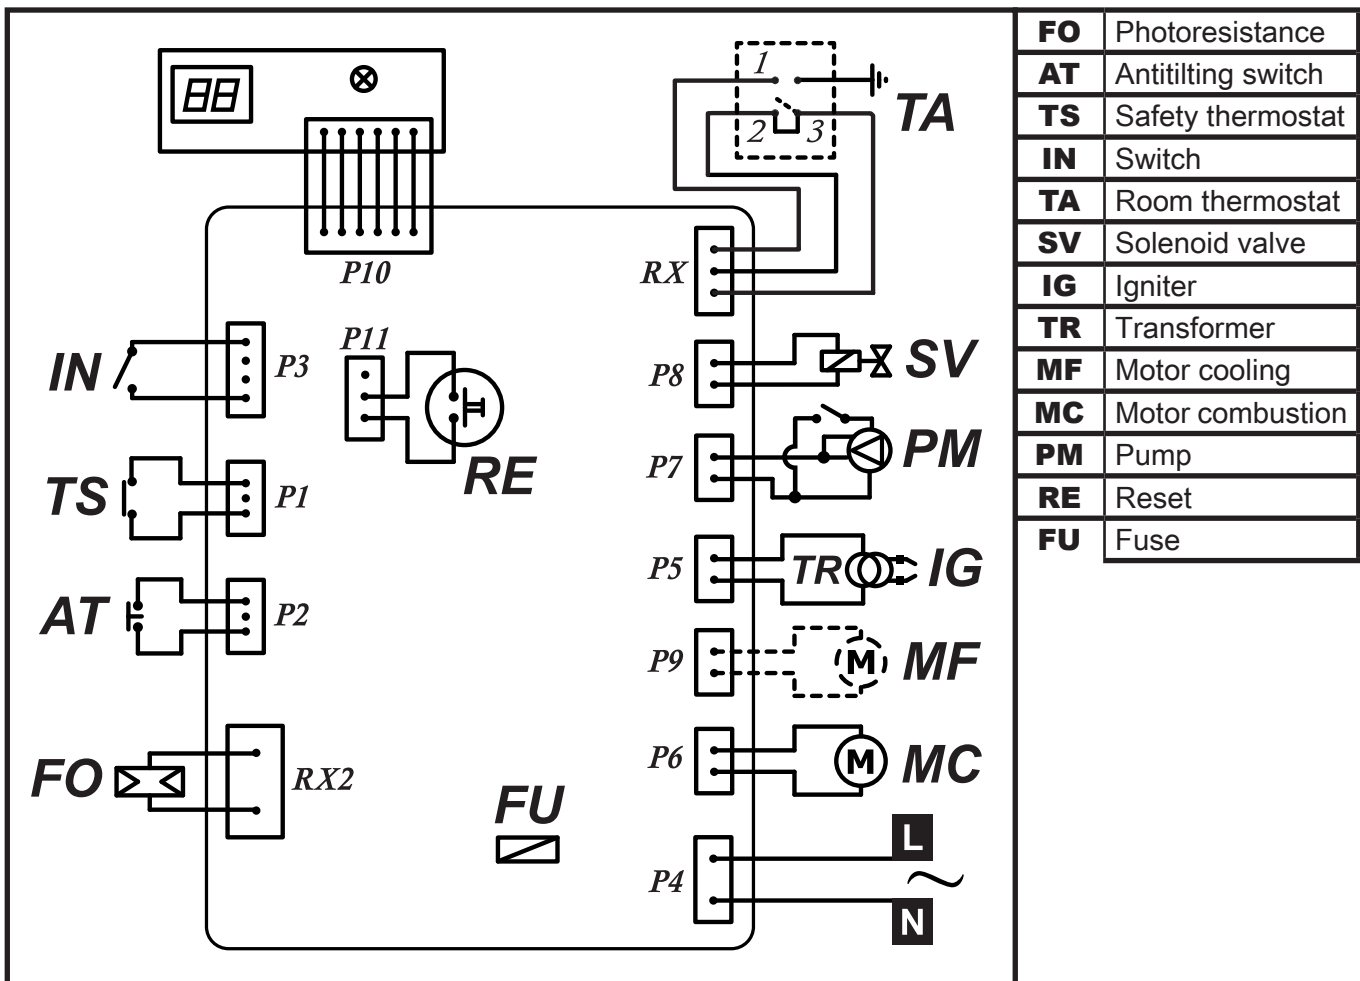 88
1
2 3
TA
P10
RX
IN
P3
P11
RE
P8
SV
P7
PM
TS
P1
P5
TR
IG
AT
P2
P9
M
MF
P6
M
MC
FO
RX2
FU
P4
L
N
FO Photoresistance
AT Antitilting switch
TS Safety thermostat
IN Switch
TA Room thermostat
SV Solenoid valve
IG Igniter
TR Transformer
MF Motor cooling
MC Motor combustion
PM Pump
RE Reset
FU Fuse